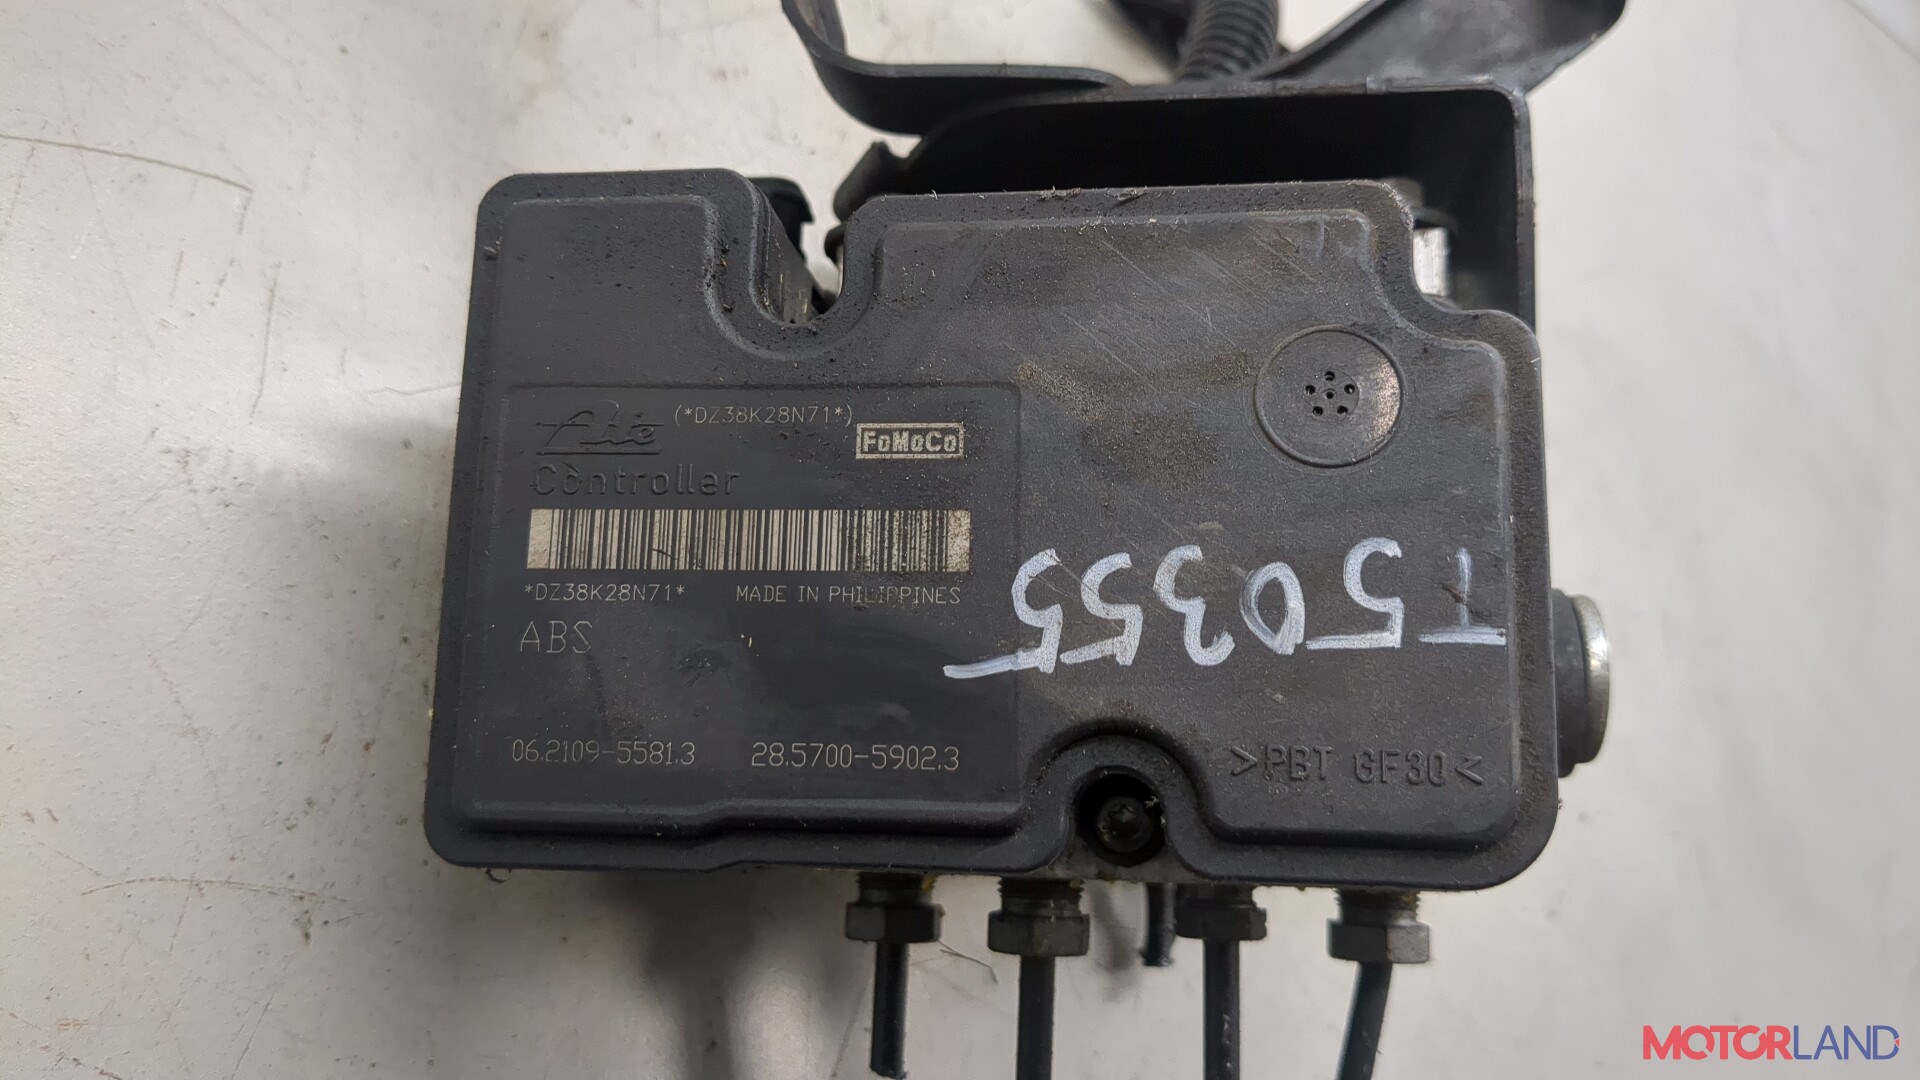 (*DZ38K28N71*)
Ate
FoMoCo
Controller
*DZ38K28N71*
MADE IN PHILIPPINES
ABS
T50355
06.2109-5581.3
28.5700-5902.3
>PBT GF30<
MOTORLAND